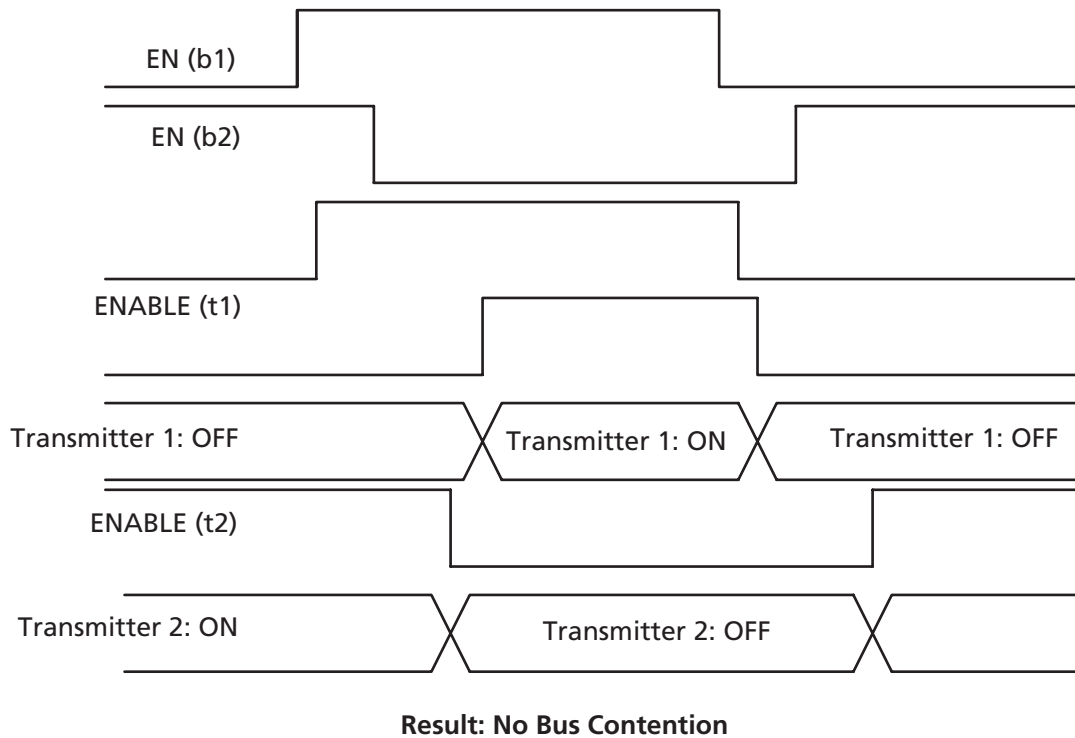 EN (b1)
EN (b2)
ENABLE (t1)
Transmitter 1: OFF
Transmitter 1: ON
Transmitter 1: OFF
ENABLE (t2)
Transmitter 2: ON
Transmitter 2: OFF
Result: No Bus Contention